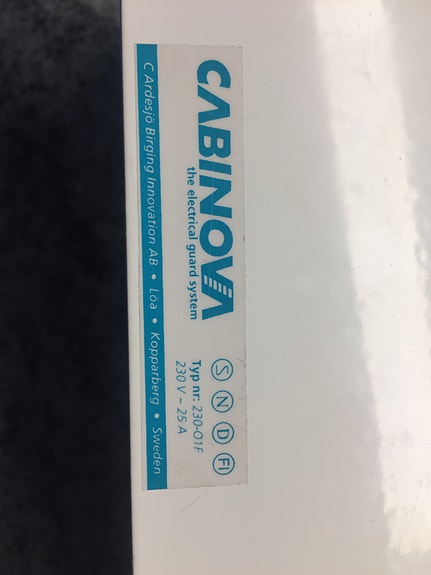 CABINOVA
the electrical guard system
S N D FI
Typ nr: 230-01F
230 V ~ 25 A
C Ardesjö Birging Innovation AB • Löa • Kopparberg • Sweden